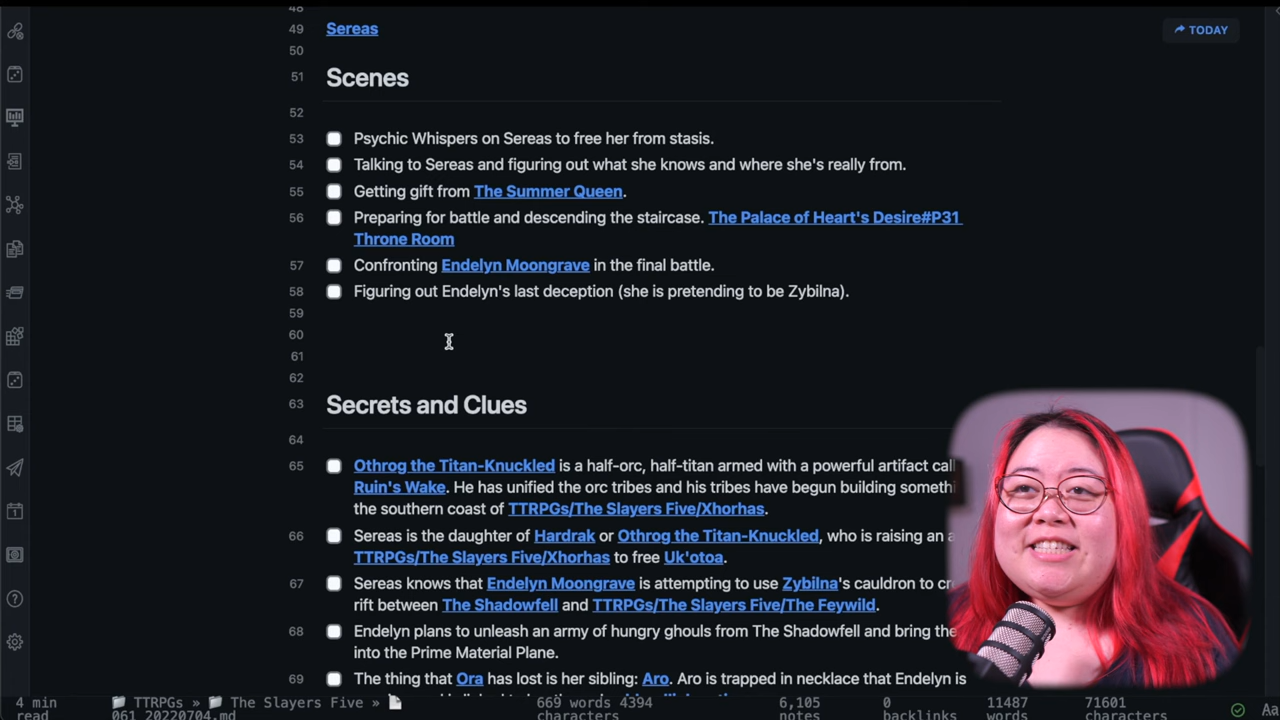 48
49 Sereas
TODAY
50
51 Scenes
52
53 Psychic Whispers on Sereas to free her from stasis.
54 Talking to Sereas and figuring out what she knows and where she's really from.
55 Getting gift from The Summer Queen.
56 Preparing for battle and descending the staircase. The Palace of Heart's Desire#P31
Throne Room
57 Confronting Endelyn Moongrave in the final battle.
58 Figuring out Endelyn's last deception (she is pretending to be Zybilna).
59
60
61
62
63 Secrets and Clues
64
65 Othrog the Titan-Knuckled is a half-orc, half-titan armed with a powerful artifact
Ruin's Wake. He has unified the orc tribes and his tribes have begun building
the southern coast of TTRPGs/The Slayers Five/Xhorhas.
66 Sereas is the daughter of Hardrak or Othrog the Titan-Knuckled, who is raising an
TTRPGs/The Slayers Five/Xhorhas to free Uk'otoa.
67 Sereas knows that Endelyn Moongrave is attempting to use Zybilna's cauldron to
rift between The Shadowfell and TTRPGs/The Slayers Five/The Feywild.
68 Endelyn plans to unleash an army of hungry ghouls from The Shadowfell and bring
into the Prime Material Plane.
69 The thing that Ora has lost is her sibling: Aro. Aro is trapped in necklace that Endelyn is
4 min read
TTRPGs » The Slayers Five »
061_20220704.md
669 words 4394 characters
6,105 notes
0 backlinks
11487 words
71601 characters
Aa